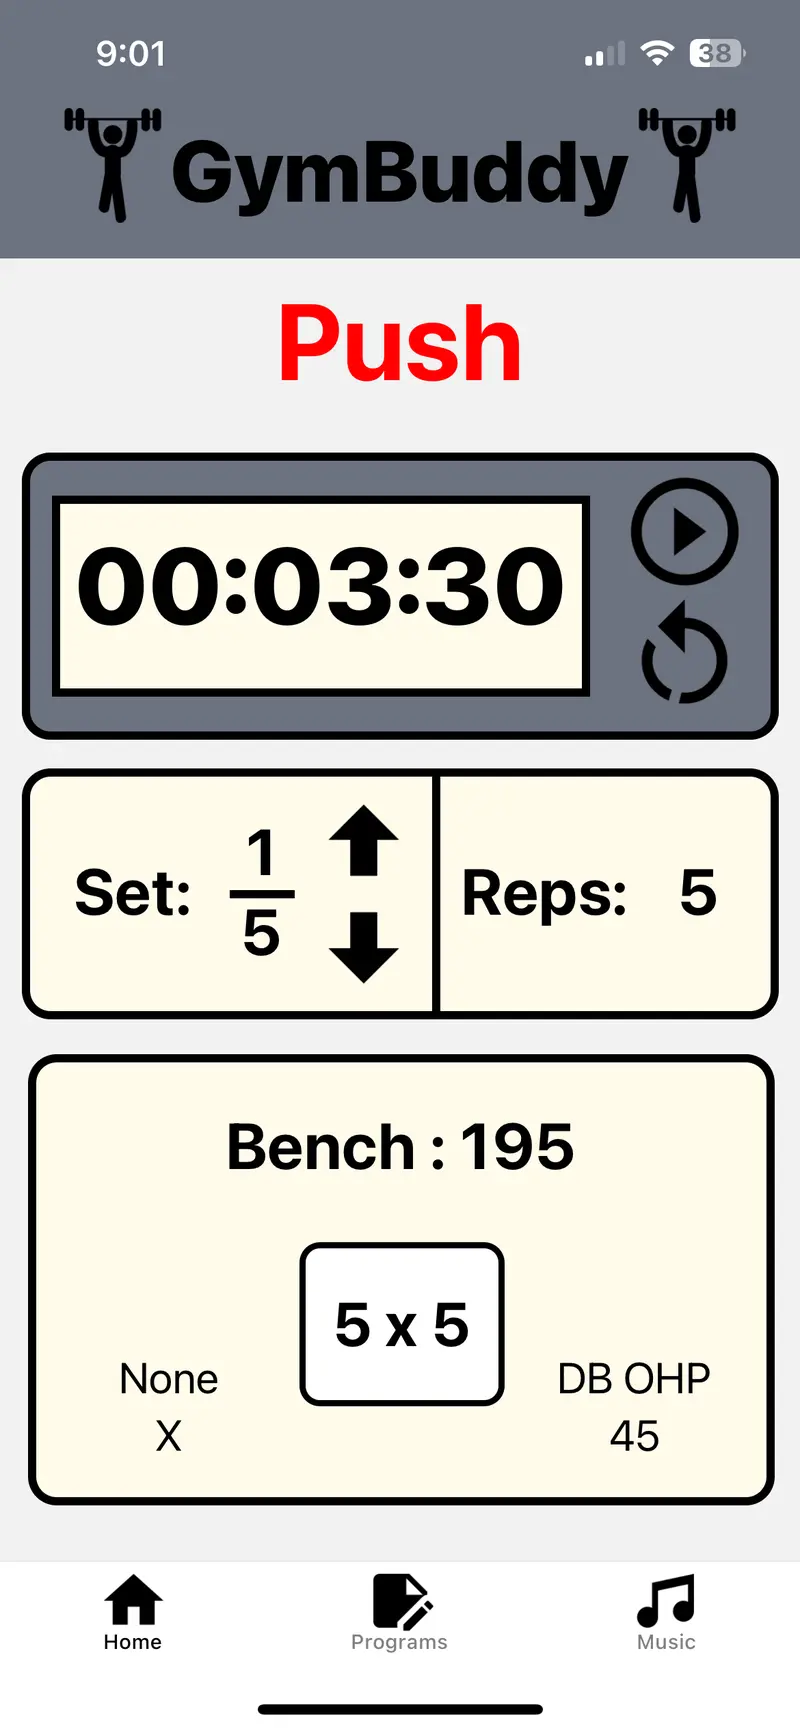 9:01
38
GymBuddy
Push
00:03:30
Set: 1/5
Reps: 5
Bench : 195
5 x 5
None
X
DB OHP
45
Home
Programs
Music